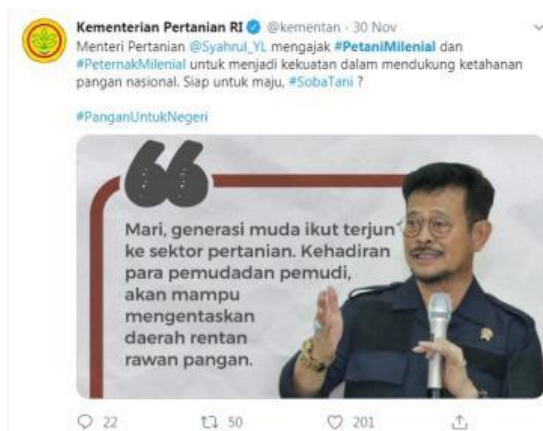 Kementerian Pertanian RI @kementan · 30 Nov
Menteri Pertanian @Syahrul_YL mengajak #PetaniMilenial dan
#PeternakMilenial untuk menjadi kekuatan dalam mendukung ketahanan
pangan nasional. Siap untuk maju, #SobaTani ?
#PanganUntukNegeri
Mari, generasi muda ikut terjun
ke sektor pertanian. Kehadiran
para pemudadan pemudi,
akan mampu
mengentaskan
daerah rentan
rawan pangan.
22 50 201